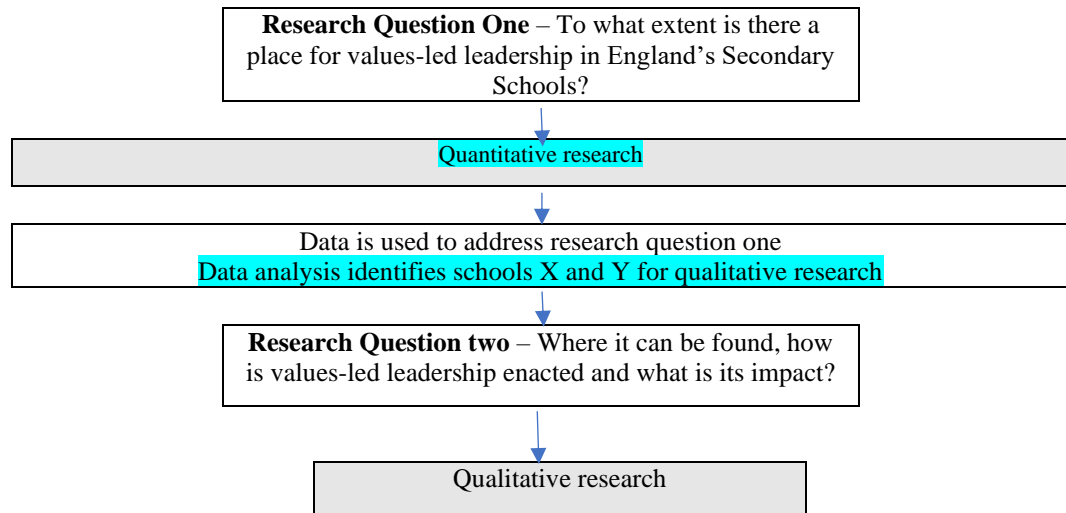 Research Question One – To what extent is there a
place for values-led leadership in England’s Secondary
Schools?
Quantitative research
Data is used to address research question one
Data analysis identifies schools X and Y for qualitative research
Research Question two – Where it can be found, how
is values-led leadership enacted and what is its impact?
Qualitative research